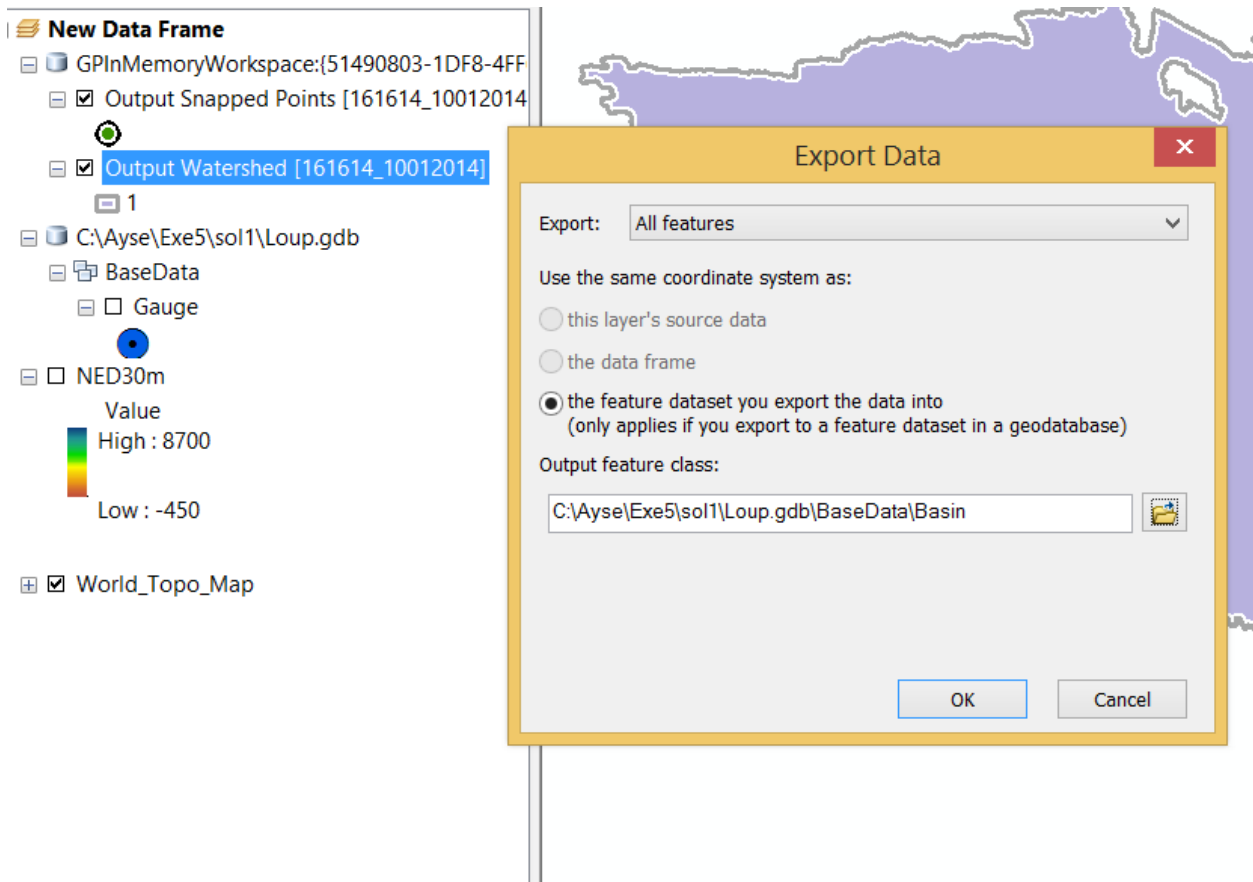 New Data Frame
GPInMemoryWorkspace:{51490803-1DF8-4FF
Output Snapped Points [161614_10012014
Output Watershed [161614_10012014]
1
C:\Ayse\Exe5\sol1\Loup.gdb
BaseData
Gauge
NED30m
Value
High : 8700
Low : -450
World_Topo_Map
Export Data
Export:
All features
Use the same coordinate system as:
this layer's source data
the data frame
the feature dataset you export the data into
(only applies if you export to a feature dataset in a geodatabase)
Output feature class:
C:\Ayse\Exe5\sol1\Loup.gdb\BaseData\Basin
OK
Cancel